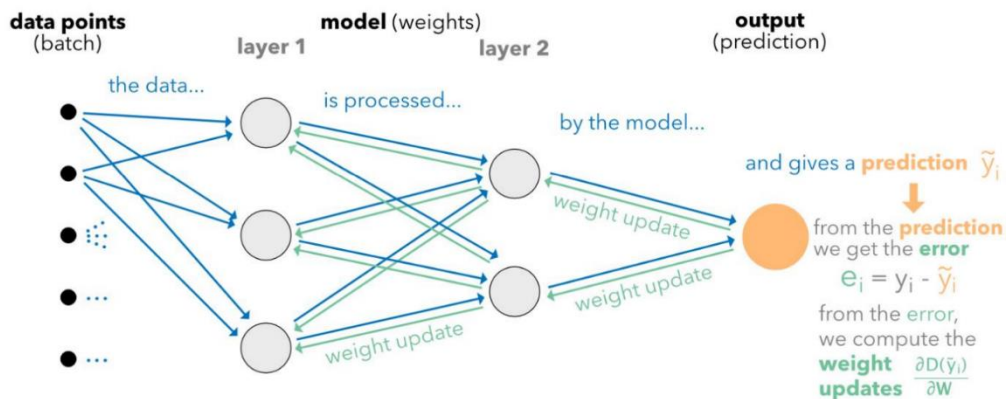 data points
(batch)
model (weights)
layer 1
layer 2
output
(prediction)
the data...
is processed...
by the model...
and gives a prediction ỹᵢ
weight update
weight update
weight update
from the prediction
we get the error
eᵢ = yᵢ - ỹᵢ
from the error,
we compute the
weight
updates
∂D(ỹᵢ)
∂W